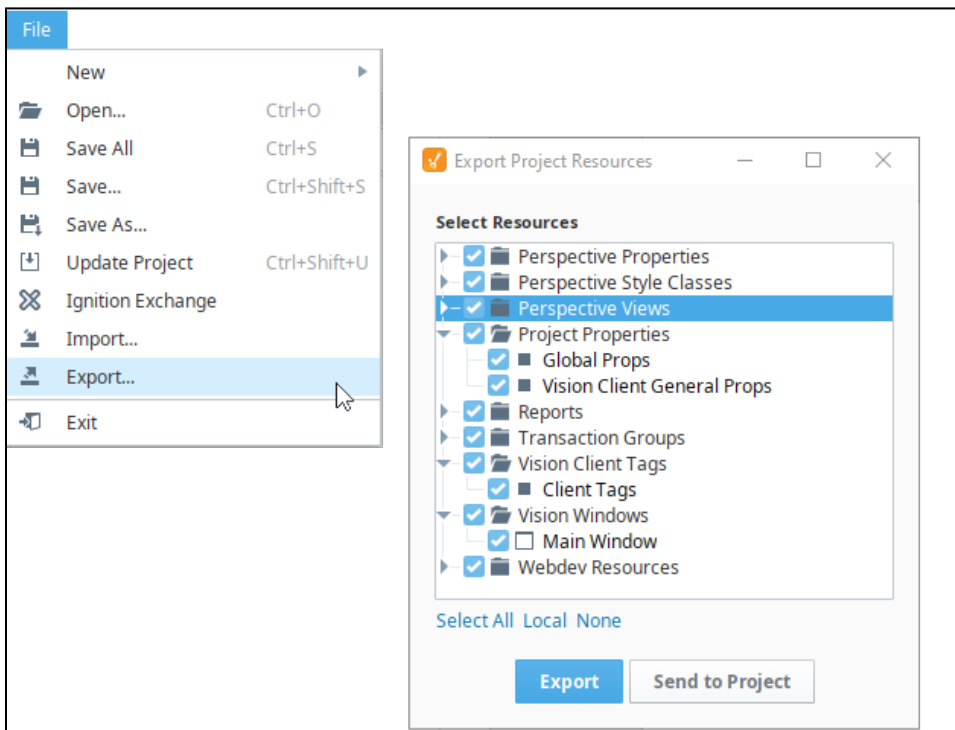 File
New
Open... Ctrl+O
Save All Ctrl+S
Save... Ctrl+Shift+S
Save As...
Update Project Ctrl+Shift+U
Ignition Exchange
Import...
Export...
Exit
Export Project Resources
Select Resources
Perspective Properties
Perspective Style Classes
Perspective Views
Project Properties
Global Props
Vision Client General Props
Reports
Transaction Groups
Vision Client Tags
Client Tags
Vision Windows
Main Window
Webdev Resources
Select All Local None
Export Send to Project